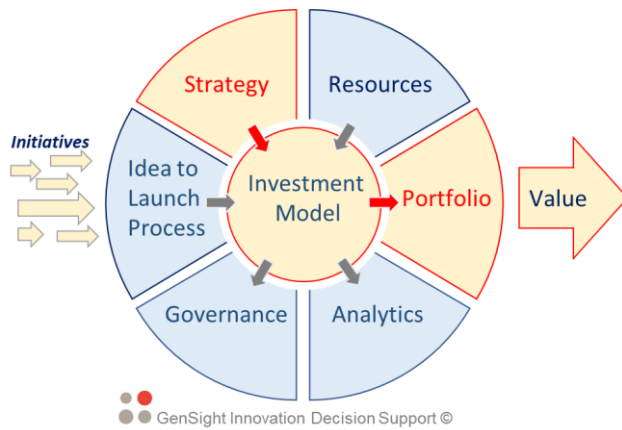 Strategy
Resources
Initiatives
Idea to
Launch
Process
Investment
Model
Portfolio
Value
Governance
Analytics
GenSight Innovation Decision Support ©